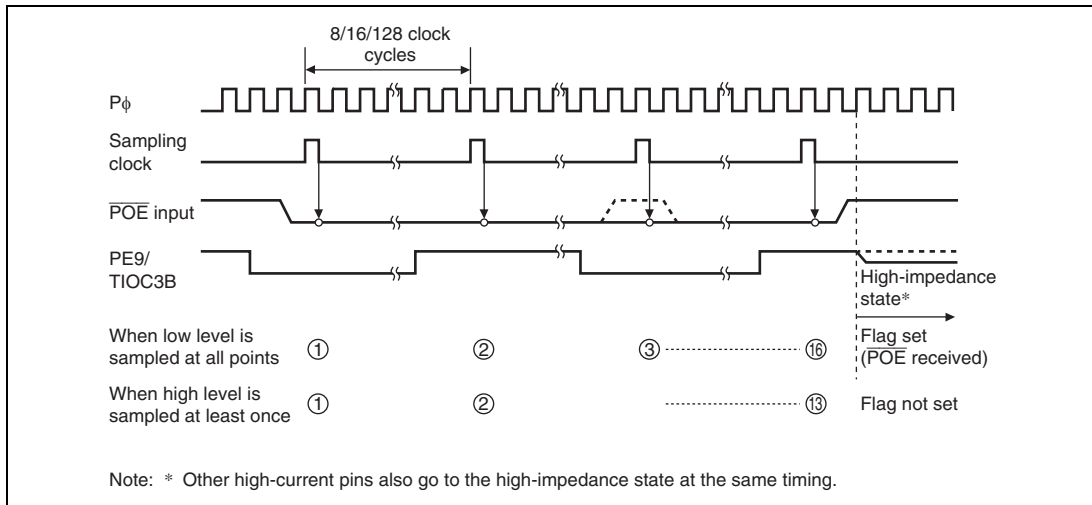 8/16/128 clock
cycles
Pϕ
Sampling
clock
P̅O̅E̅ input
PE9/
TIOC3B
High-impedance
state*
When low level is
sampled at all points
① ② ③ ⑯
Flag set
(P̅O̅E̅ received)
When high level is
sampled at least once
① ② ⑬
Flag not set
Note: * Other high-current pins also go to the high-impedance state at the same timing.